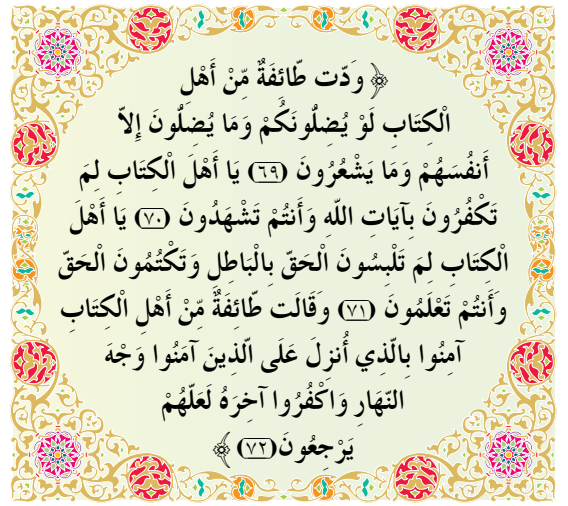 ﴿ وَدّت طّائِفَةٌ مّنْ أَهْلِ
الْكِتَابِ لَوْ يُضِلّونَكُمْ وَمَا يُضِلّونَ إِلاّ
أَنفُسَهُمْ وَمَا يَشْعُرُونَ (٦٩) يَا أَهْلَ الْكِتَابِ لِمَ
تَكْفُرُونَ بِآيَاتِ اللّهِ وَأَنتُمْ تَشْهَدُونَ (٧٠) يَا أَهْلَ
الْكِتَابِ لِمَ تَلْبِسُونَ الْحَقّ بِالْبَاطِلِ وَتَكْتُمُونَ الْحَقّ
وَأَنتُمْ تَعْلَمُونَ (٧١) وَقَالَت طّائِفَةٌ مّنْ أَهْلِ الْكِتَابِ
آمِنُوا بِالّذِي أُنزِلَ عَلَى الّذِينَ آمَنُوا وَجْهَ
النّهَارِ وَاكْفُرُوا آخِرَهُ لَعَلّهُمْ
يَرْجِعُونَ(٧٢) ﴾